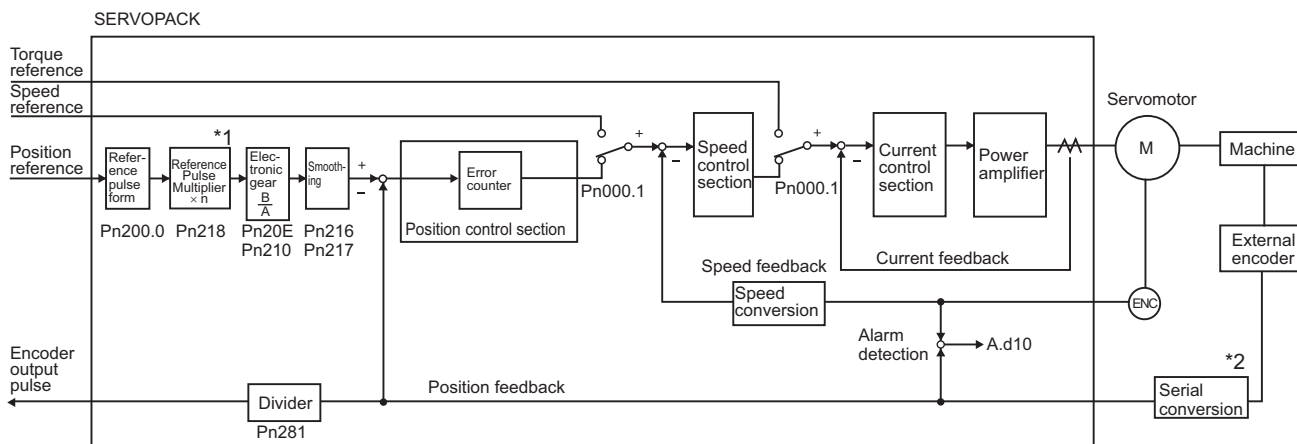 SERVOPACK
Torque
reference
Speed
reference
Position
reference
Refer-
ence
pulse
form
Pn200.0
*1
Reference
Pulse
Multiplier
× n
Pn218
Elec-
tronic
gear
B
A
Pn20E
Pn210
Smooth-
ing
Pn216
Pn217
+
−
Error
counter
Position control section
Pn000.1
+
−
Speed
control
section
Pn000.1
+
−
Current
control
section
Power
amplifier
Servomotor
M
Machine
External
encoder
Current feedback
Speed feedback
Speed
conversion
ENC
Alarm
detection
A.d10
*2
Serial
conversion
Encoder
output
pulse
Divider
Pn281
Position feedback